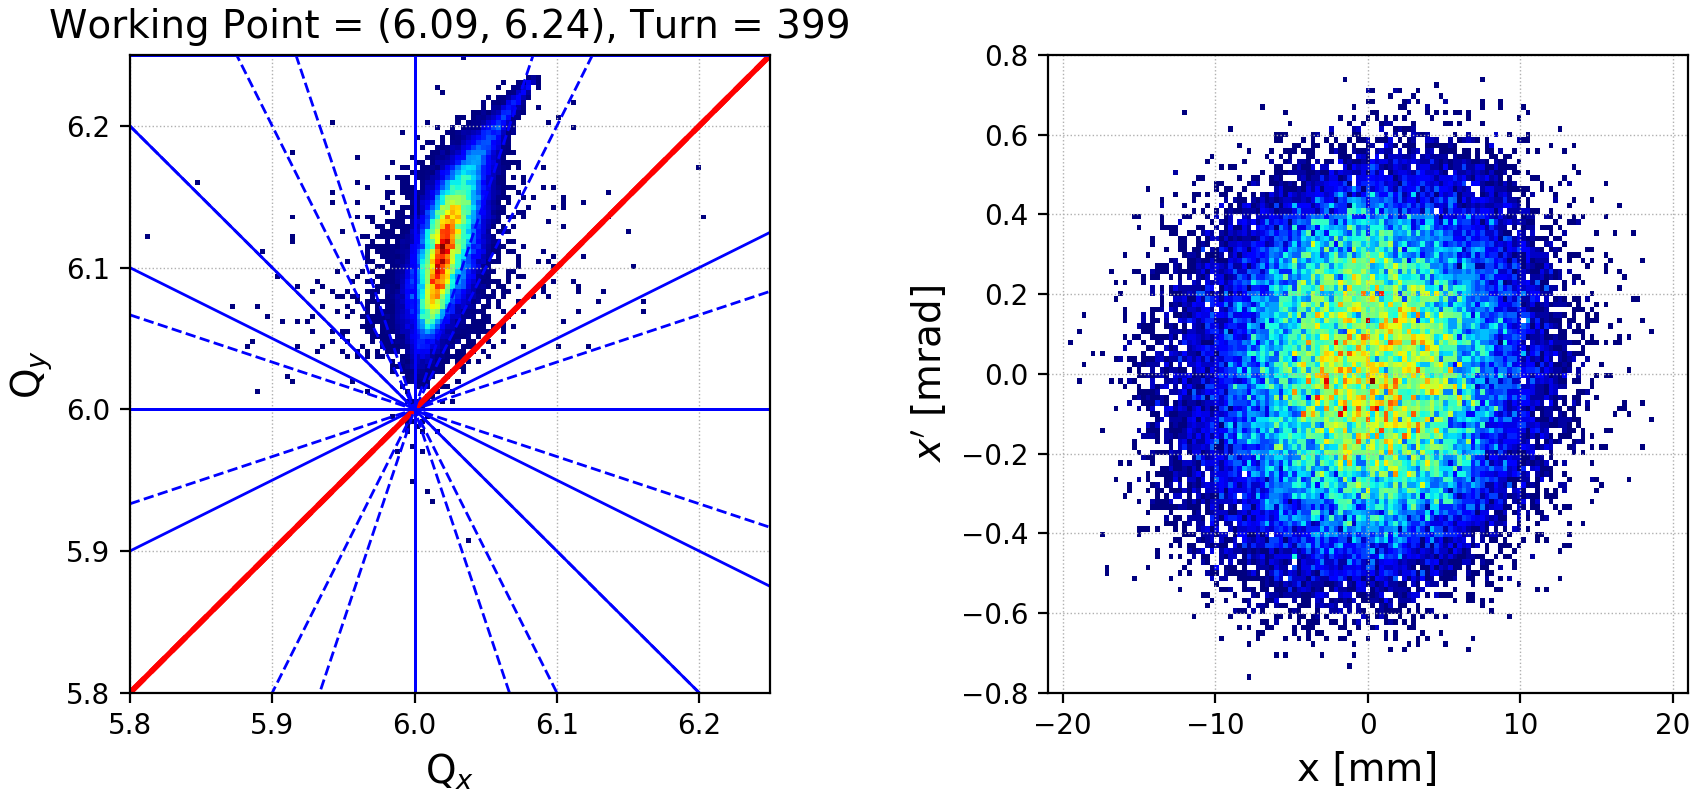 Working Point = (6.09, 6.24), Turn = 399
6.2
6.1
6.0
5.9
5.8
Qy
5.8 5.9 6.0 6.1 6.2
Qx
0.8
0.6
0.4
0.2
0.0
−0.2
−0.4
−0.6
−0.8
x′ [mrad]
−20 −10 0 10 20
x [mm]